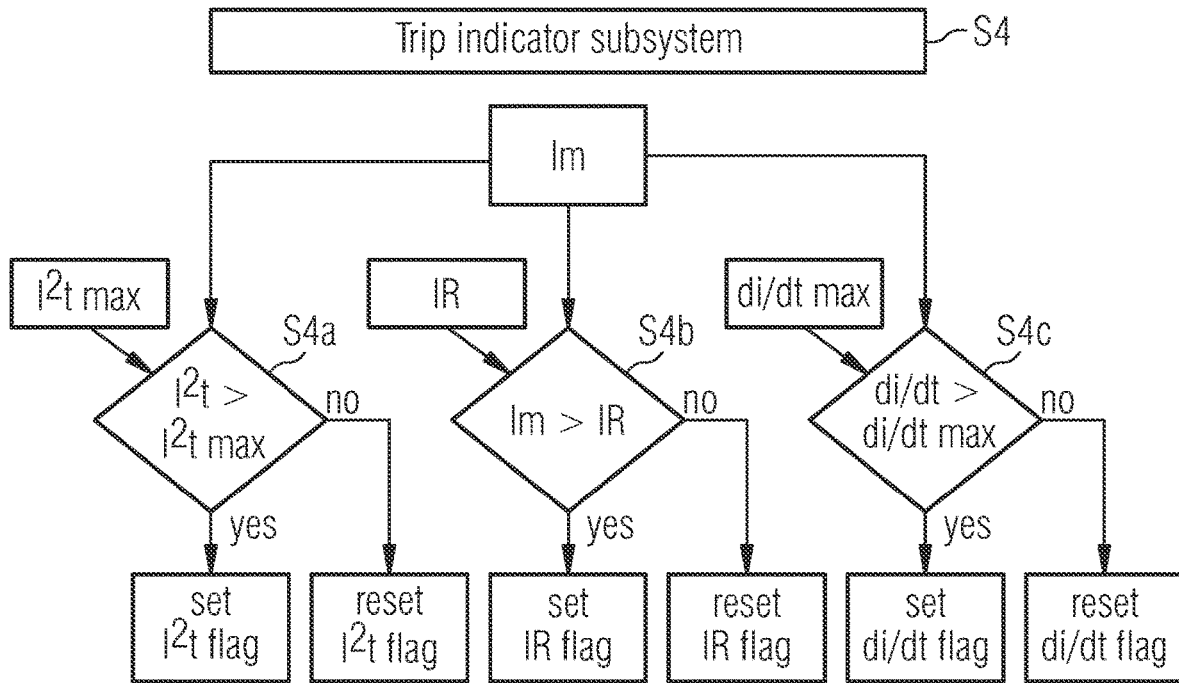 Trip indicator subsystem
S4
Im
I²t max
IR
di/dt max
S4a
S4b
S4c
I²t >
I²t max
no
Im > IR
no
di/dt >
di/dt max
no
yes
yes
yes
set
I²t flag
reset
I²t flag
set
IR flag
reset
IR flag
set
di/dt flag
reset
di/dt flag